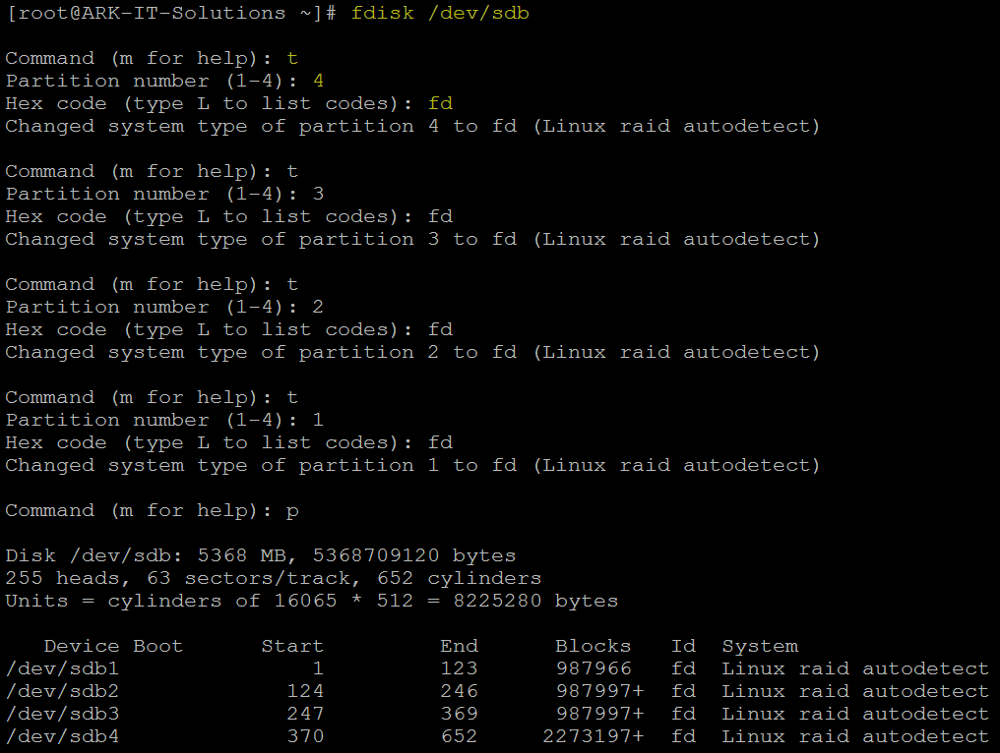 [root@ARK-IT-Solutions ~]# fdisk /dev/sdb
Command (m for help): t
Partition number (1-4): 4
Hex code (type L to list codes): fd
Changed system type of partition 4 to fd (Linux raid autodetect)
Command (m for help): t
Partition number (1-4): 3
Hex code (type L to list codes): fd
Changed system type of partition 3 to fd (Linux raid autodetect)
Command (m for help): t
Partition number (1-4): 2
Hex code (type L to list codes): fd
Changed system type of partition 2 to fd (Linux raid autodetect)
Command (m for help): t
Partition number (1-4): 1
Hex code (type L to list codes): fd
Changed system type of partition 1 to fd (Linux raid autodetect)
Command (m for help): p
Disk /dev/sdb: 5368 MB, 5368709120 bytes
255 heads, 63 sectors/track, 652 cylinders
Units = cylinders of 16065 * 512 = 8225280 bytes
Device Boot      Start         End      Blocks   Id  System
/dev/sdb1               1         123      987966   fd  Linux raid autodetect
/dev/sdb2             124         246      987997+  fd  Linux raid autodetect
/dev/sdb3             247         369      987997+  fd  Linux raid autodetect
/dev/sdb4             370         652     2273197+  fd  Linux raid autodetect